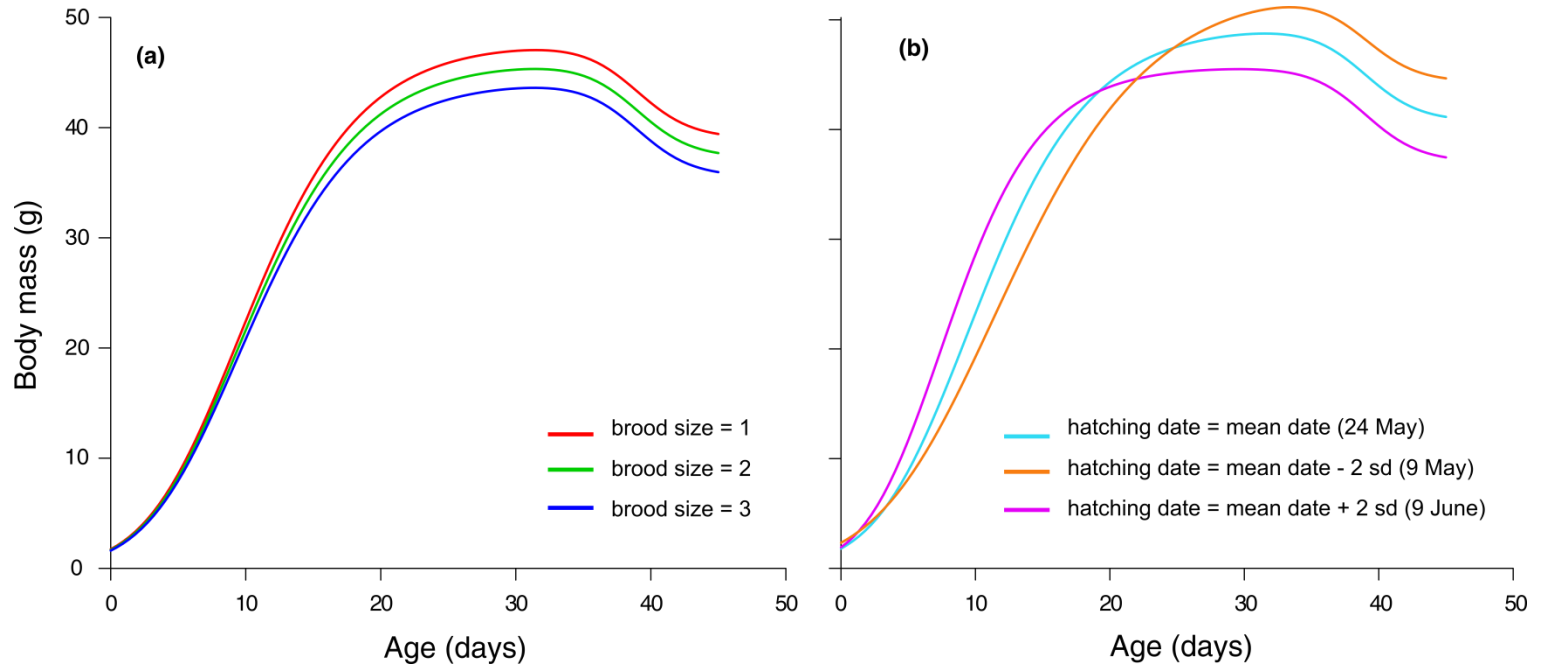 (a)
Body mass (g)
50
40
30
20
10
0
brood size = 1
brood size = 2
brood size = 3
0 10 20 30 40 50
Age (days)
(b)
hatching date = mean date (24 May)
hatching date = mean date - 2 sd (9 May)
hatching date = mean date + 2 sd (9 June)
0 10 20 30 40 50
Age (days)